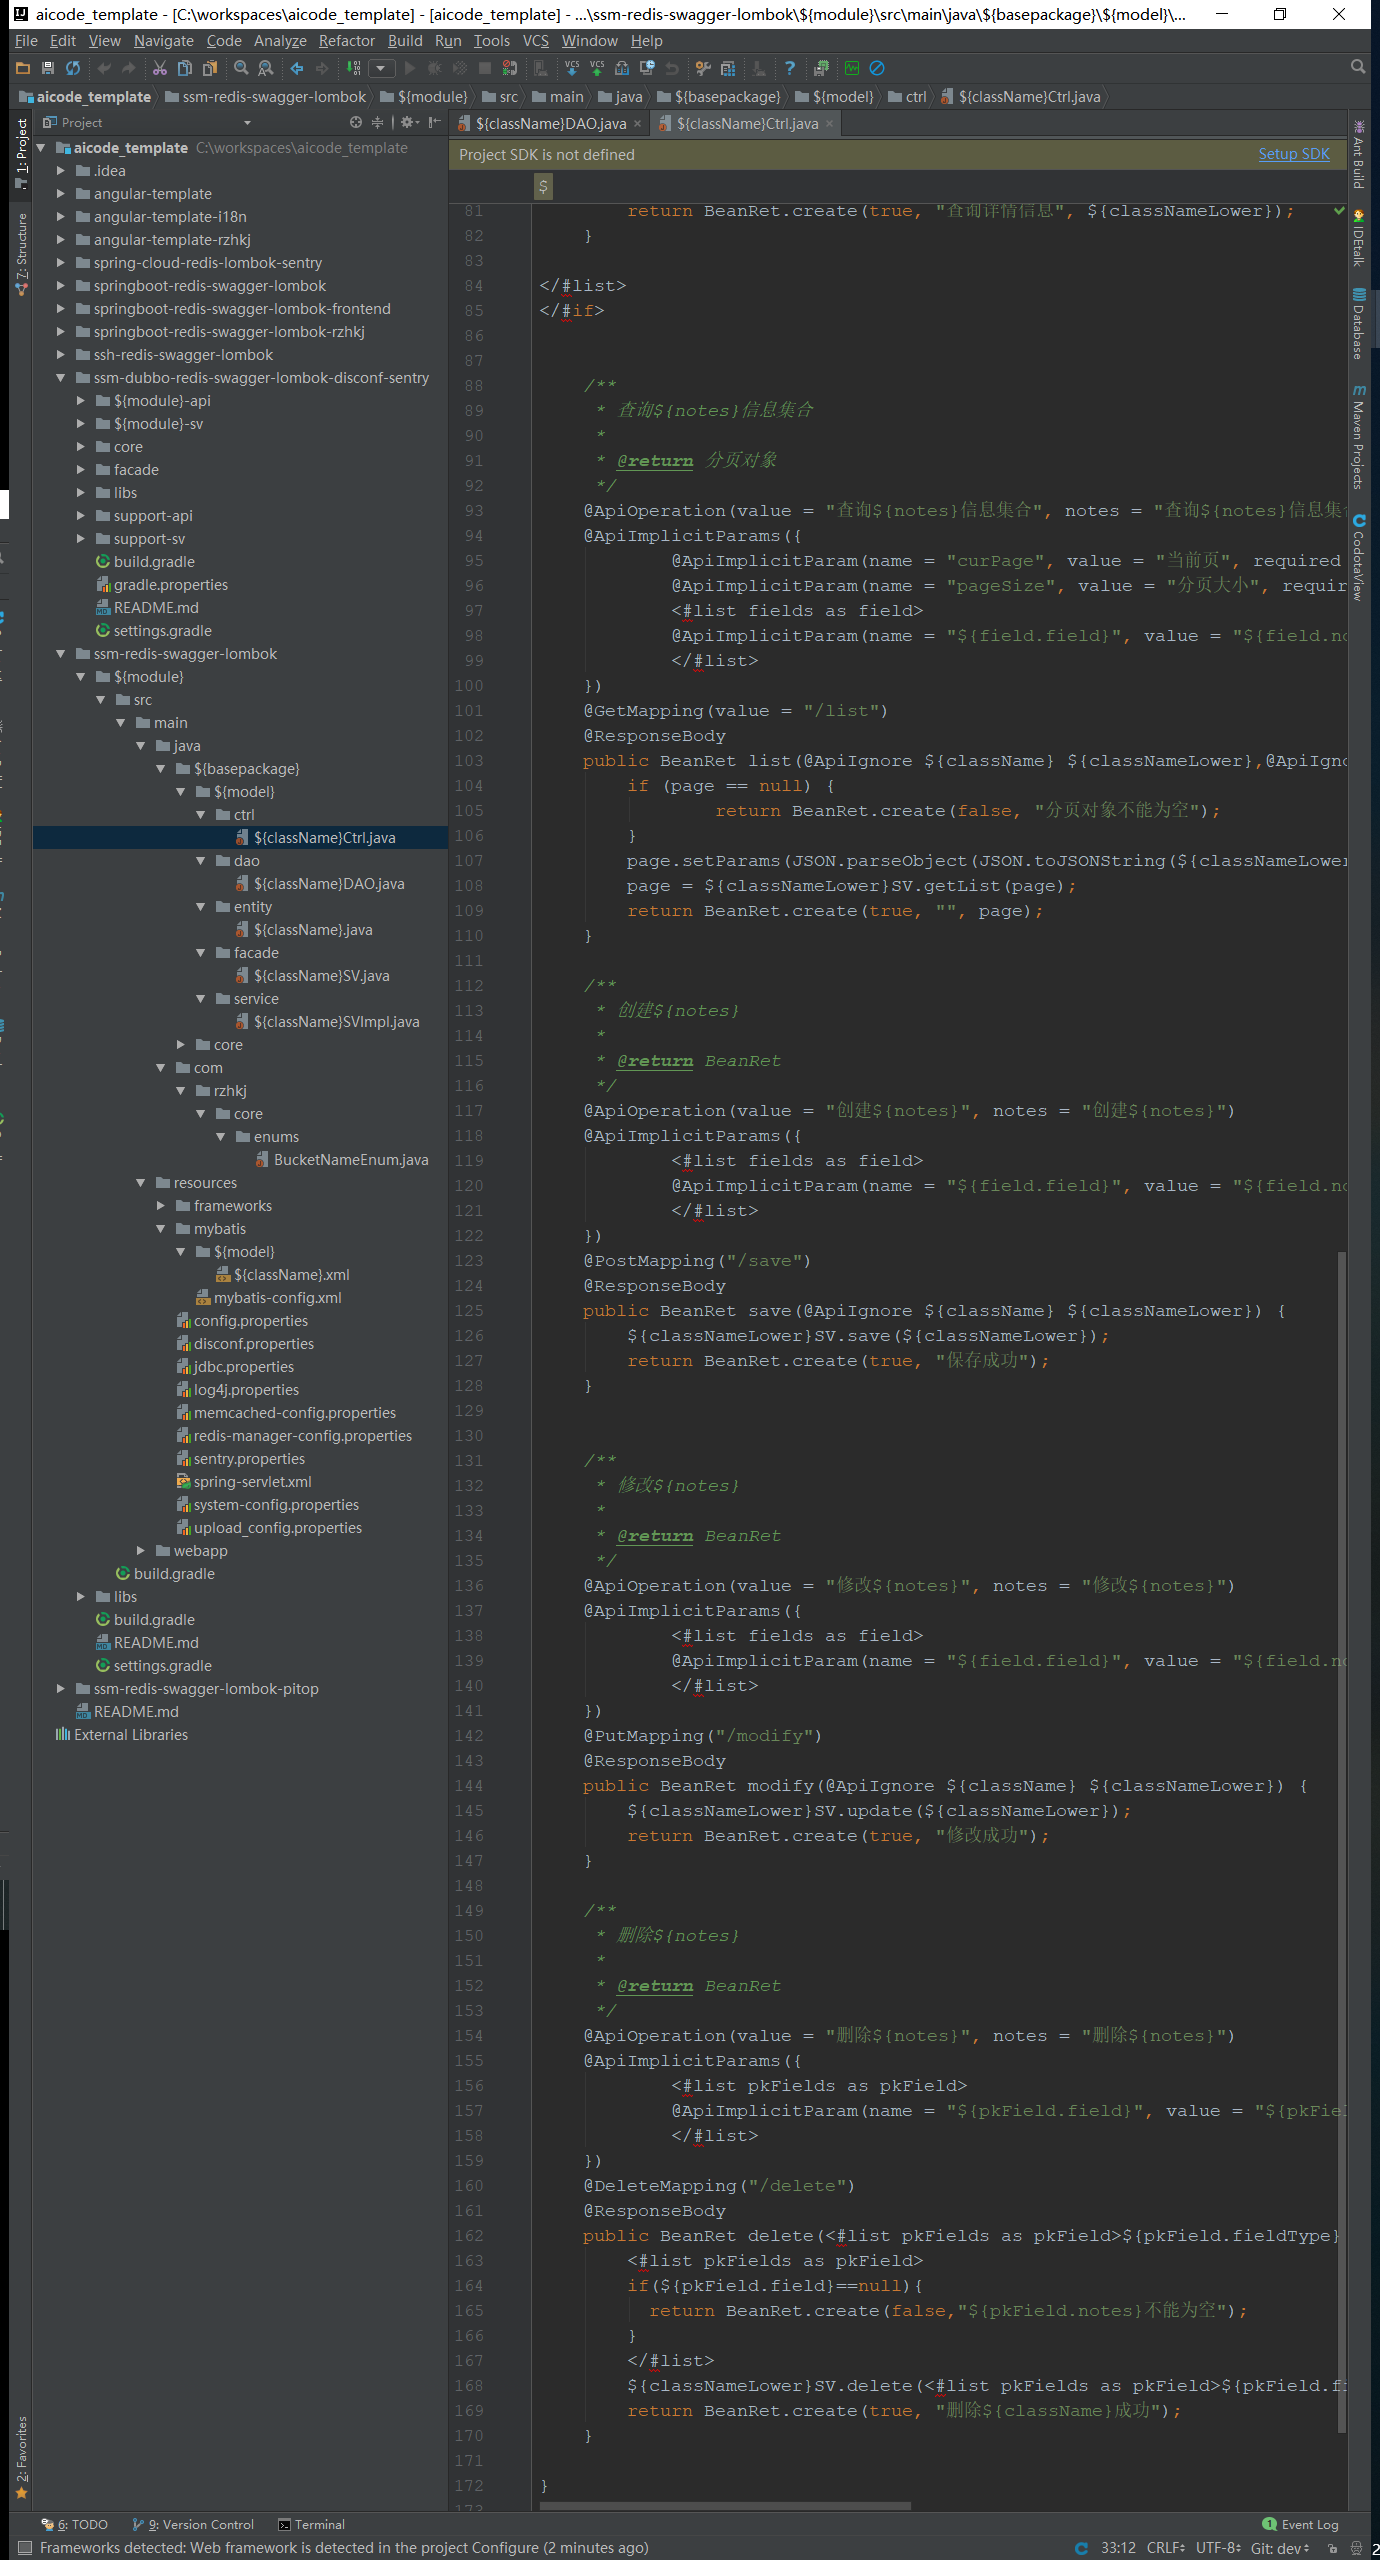 aicode_template - [C:\workspaces\aicode_template] - [aicode_template] - ...\ssm-redis-swagger-lombok\${module}\src\main\java\${basepackage}\${model}\...
File Edit View Navigate Code Analyze Refactor Build Run Tools VCS Window Help
aicode_template ssm-redis-swagger-lombok ${module} src main java ${basepackage} ${model} ctrl ${className}Ctrl.java
Project
${className}DAO.java ${className}Ctrl.java
Project SDK is not defined Setup SDK
$
1: Project
7: Structure
2: Favorites
aicode_template C:\workspaces\aicode_template
.idea
angular-template
angular-template-i18n
angular-template-rzhkj
spring-cloud-redis-lombok-sentry
springboot-redis-swagger-lombok
springboot-redis-swagger-lombok-frontend
springboot-redis-swagger-lombok-rzhkj
ssh-redis-swagger-lombok
ssm-dubbo-redis-swagger-lombok-disconf-sentry
${module}-api
${module}-sv
core
facade
libs
support-api
support-sv
build.gradle
gradle.properties
README.md
settings.gradle
ssm-redis-swagger-lombok
${module}
src
main
java
${basepackage}
${model}
ctrl
${className}Ctrl.java
dao
${className}DAO.java
entity
${className}.java
facade
${className}SV.java
service
${className}SVImpl.java
core
com
rzhkj
core
enums
BucketNameEnum.java
resources
frameworks
mybatis
${model}
${className}.xml
mybatis-config.xml
config.properties
disconf.properties
jdbc.properties
log4j.properties
memcached-config.properties
redis-manager-config.properties
sentry.properties
spring-servlet.xml
system-config.properties
upload_config.properties
webapp
build.gradle
libs
build.gradle
README.md
settings.gradle
ssm-redis-swagger-lombok-pitop
README.md
External Libraries
81 return BeanRet.create(true, "查询详情信息", ${classNameLower});
82 }
83
84 </#list>
85 </#if>
86
87
88 /**
89 * 查询${notes}信息集合
90 *
91 * @return 分页对象
92 */
93 @ApiOperation(value = "查询${notes}信息集合", notes = "查询${notes}信息集
94 @ApiImplicitParams({
95 @ApiImplicitParam(name = "curPage", value = "当前页", required
96 @ApiImplicitParam(name = "pageSize", value = "分页大小", requir
97 <#list fields as field>
98 @ApiImplicitParam(name = "${field.field}", value = "${field.no
99 </#list>
100 })
101 @GetMapping(value = "/list")
102 @ResponseBody
103 public BeanRet list(@ApiIgnore ${className} ${classNameLower},@ApiIgno
104 if (page == null) {
105 return BeanRet.create(false, "分页对象不能为空");
106 }
107 page.setParams(JSON.parseObject(JSON.toJSONString(${classNameLower
108 page = ${classNameLower}SV.getList(page);
109 return BeanRet.create(true, "", page);
110 }
111
112 /**
113 * 创建${notes}
114 *
115 * @return BeanRet
116 */
117 @ApiOperation(value = "创建${notes}", notes = "创建${notes}")
118 @ApiImplicitParams({
119 <#list fields as field>
120 @ApiImplicitParam(name = "${field.field}", value = "${field.no
121 </#list>
122 })
123 @PostMapping("/save")
124 @ResponseBody
125 public BeanRet save(@ApiIgnore ${className} ${classNameLower}) {
126 ${classNameLower}SV.save(${classNameLower});
127 return BeanRet.create(true, "保存成功");
128 }
129
130
131 /**
132 * 修改${notes}
133 *
134 * @return BeanRet
135 */
136 @ApiOperation(value = "修改${notes}", notes = "修改${notes}")
137 @ApiImplicitParams({
138 <#list fields as field>
139 @ApiImplicitParam(name = "${field.field}", value = "${field.no
140 </#list>
141 })
142 @PutMapping("/modify")
143 @ResponseBody
144 public BeanRet modify(@ApiIgnore ${className} ${classNameLower}) {
145 ${classNameLower}SV.update(${classNameLower});
146 return BeanRet.create(true, "修改成功");
147 }
148
149 /**
150 * 删除${notes}
151 *
152 * @return BeanRet
153 */
154 @ApiOperation(value = "删除${notes}", notes = "删除${notes}")
155 @ApiImplicitParams({
156 <#list pkFields as pkField>
157 @ApiImplicitParam(name = "${pkField.field}", value = "${pkFiel
158 </#list>
159 })
160 @DeleteMapping("/delete")
161 @ResponseBody
162 public BeanRet delete(<#list pkFields as pkField>${pkField.fieldType}
163 <#list pkFields as pkField>
164 if(${pkField.field}==null){
165 return BeanRet.create(false,"${pkField.notes}不能为空");
166 }
167 </#list>
168 ${classNameLower}SV.delete(<#list pkFields as pkField>${pkField.fi
169 return BeanRet.create(true, "删除${className}成功");
170 }
171
172 }
173
Ant Build
IDEtalk
Database
Maven Projects
CodotaView
6: TODO 9: Version Control Terminal 1 Event Log
Frameworks detected: Web framework is detected in the project Configure (2 minutes ago) 33:12 CRLF UTF-8 Git: dev